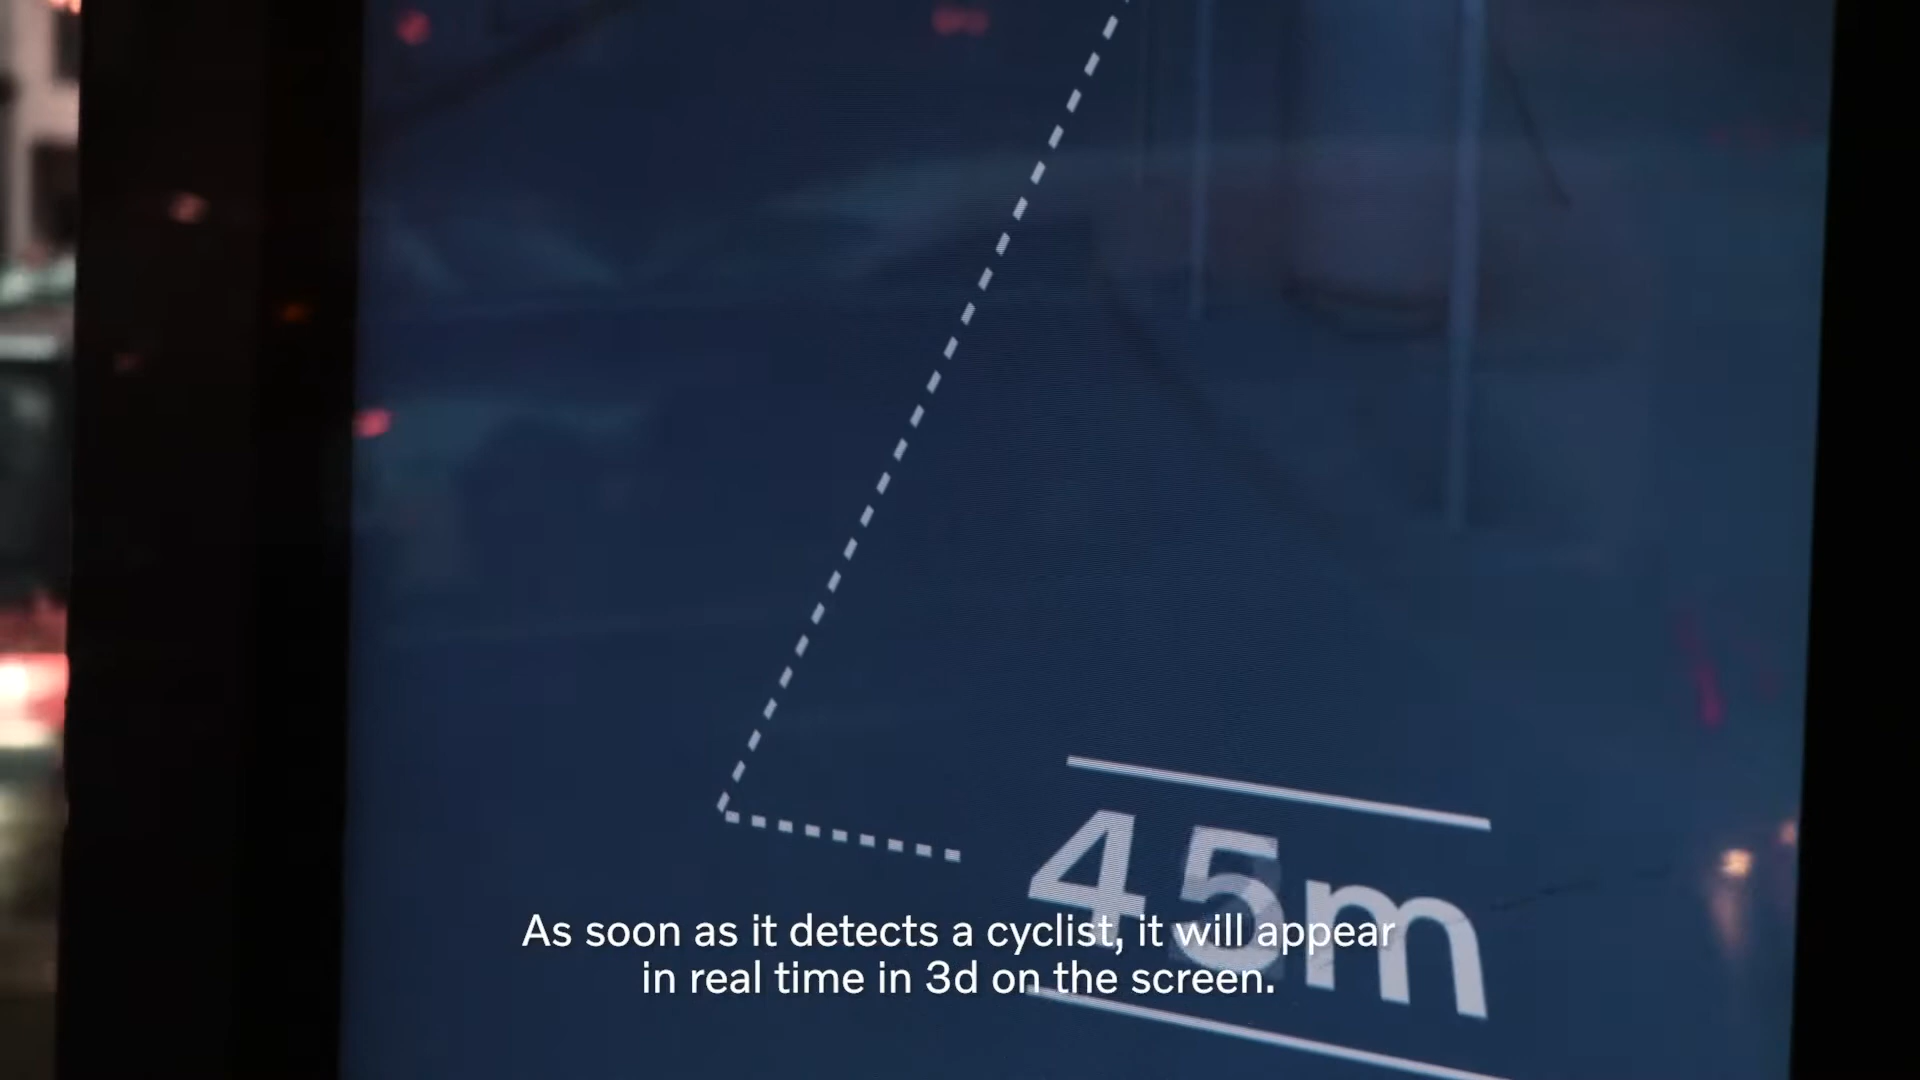 45m
As soon as it detects a cyclist, it will appear
in real time in 3d on the screen.